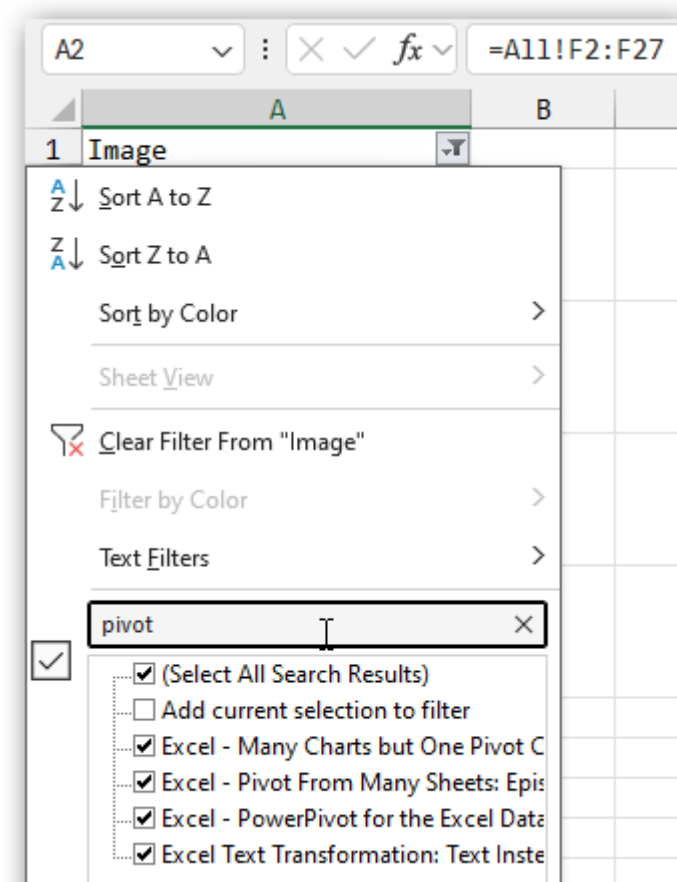 A2 fx =All!F2:F27
A B
1 Image
Sort A to Z
Sort Z to A
Sort by Color
Sheet View
Clear Filter From "Image"
Filter by Color
Text Filters
pivot
(Select All Search Results)
Add current selection to filter
Excel - Many Charts but One Pivot C
Excel - Pivot From Many Sheets: Epis
Excel - PowerPivot for the Excel Data
Excel Text Transformation: Text Inste